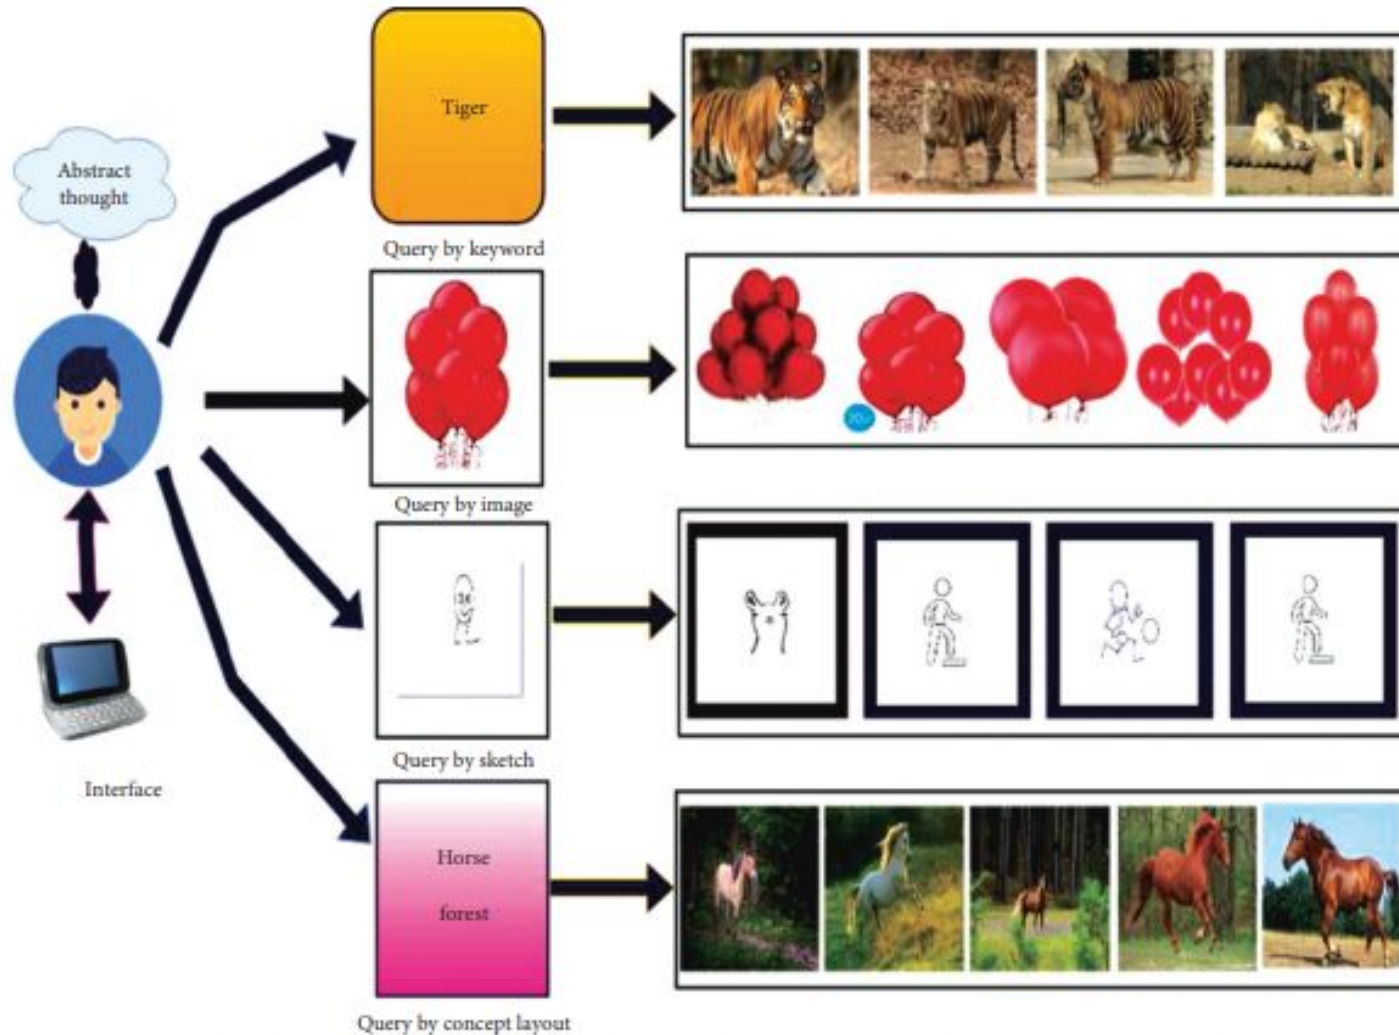 Abstract
thought
Interface
Tiger
Query by keyword
Query by image
Query by sketch
Horse
forest
Query by concept layout